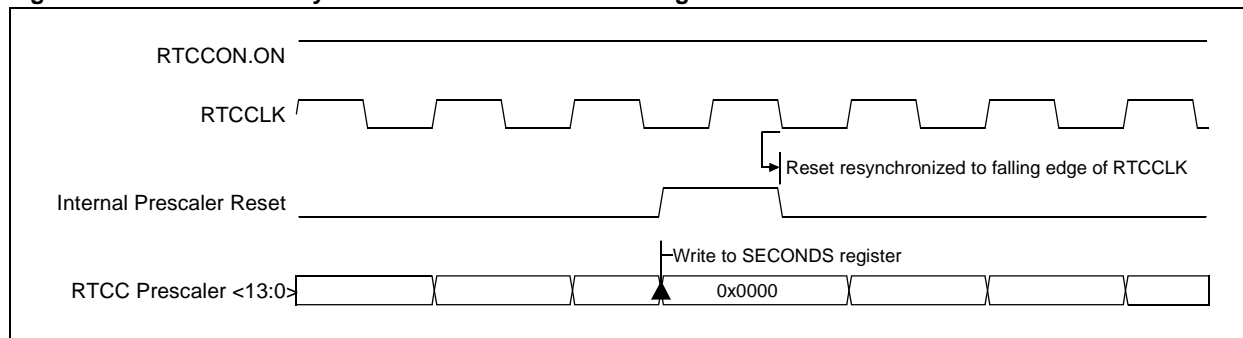 RTCCON.ON
RTCCLK
Reset resynchronized to falling edge of RTCCLK
Internal Prescaler Reset
Write to SECONDS register
RTCC Prescaler <13:0>
0x0000